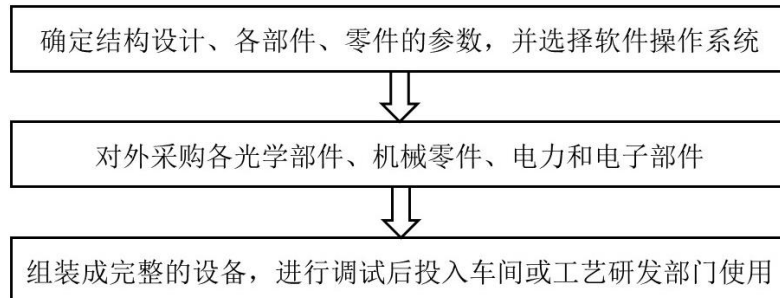 确定结构设计、各部件、零件的参数，并选择软件操作系统
对外采购各光学部件、机械零件、电力和电子部件
组装成完整的设备，进行调试后投入车间或工艺研发部门使用